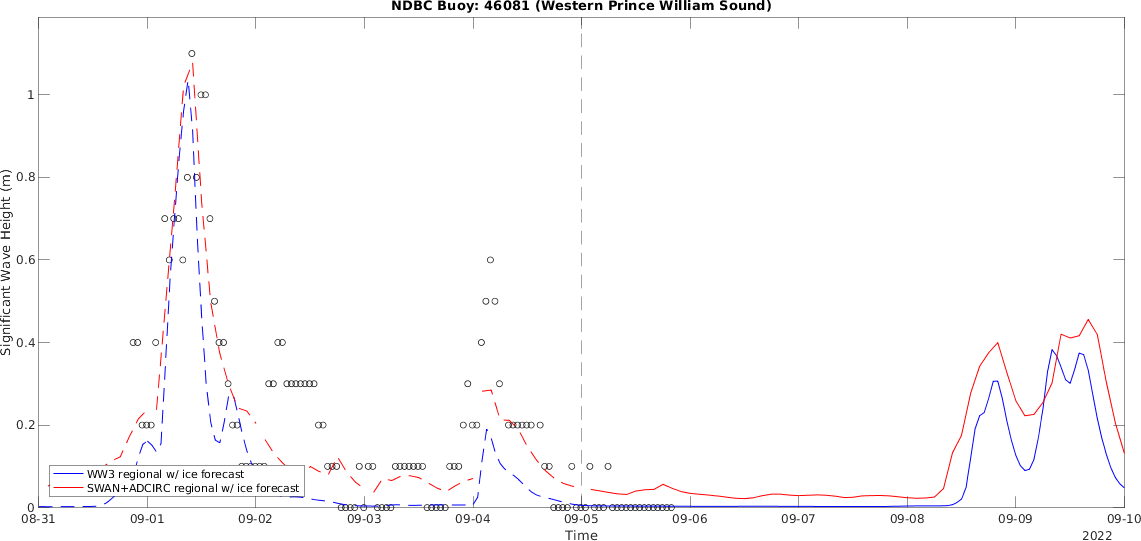 NDBC Buoy: 46081 (Western Prince William Sound)
Significant Wave Height (m)
1
0.8
0.6
0.4
0.2
0
WW3 regional w/ ice forecast
SWAN+ADCIRC regional w/ ice forecast
08-31 09-01 09-02 09-03 09-04 09-05 09-06 09-07 09-08 09-09 09-10
Time
2022